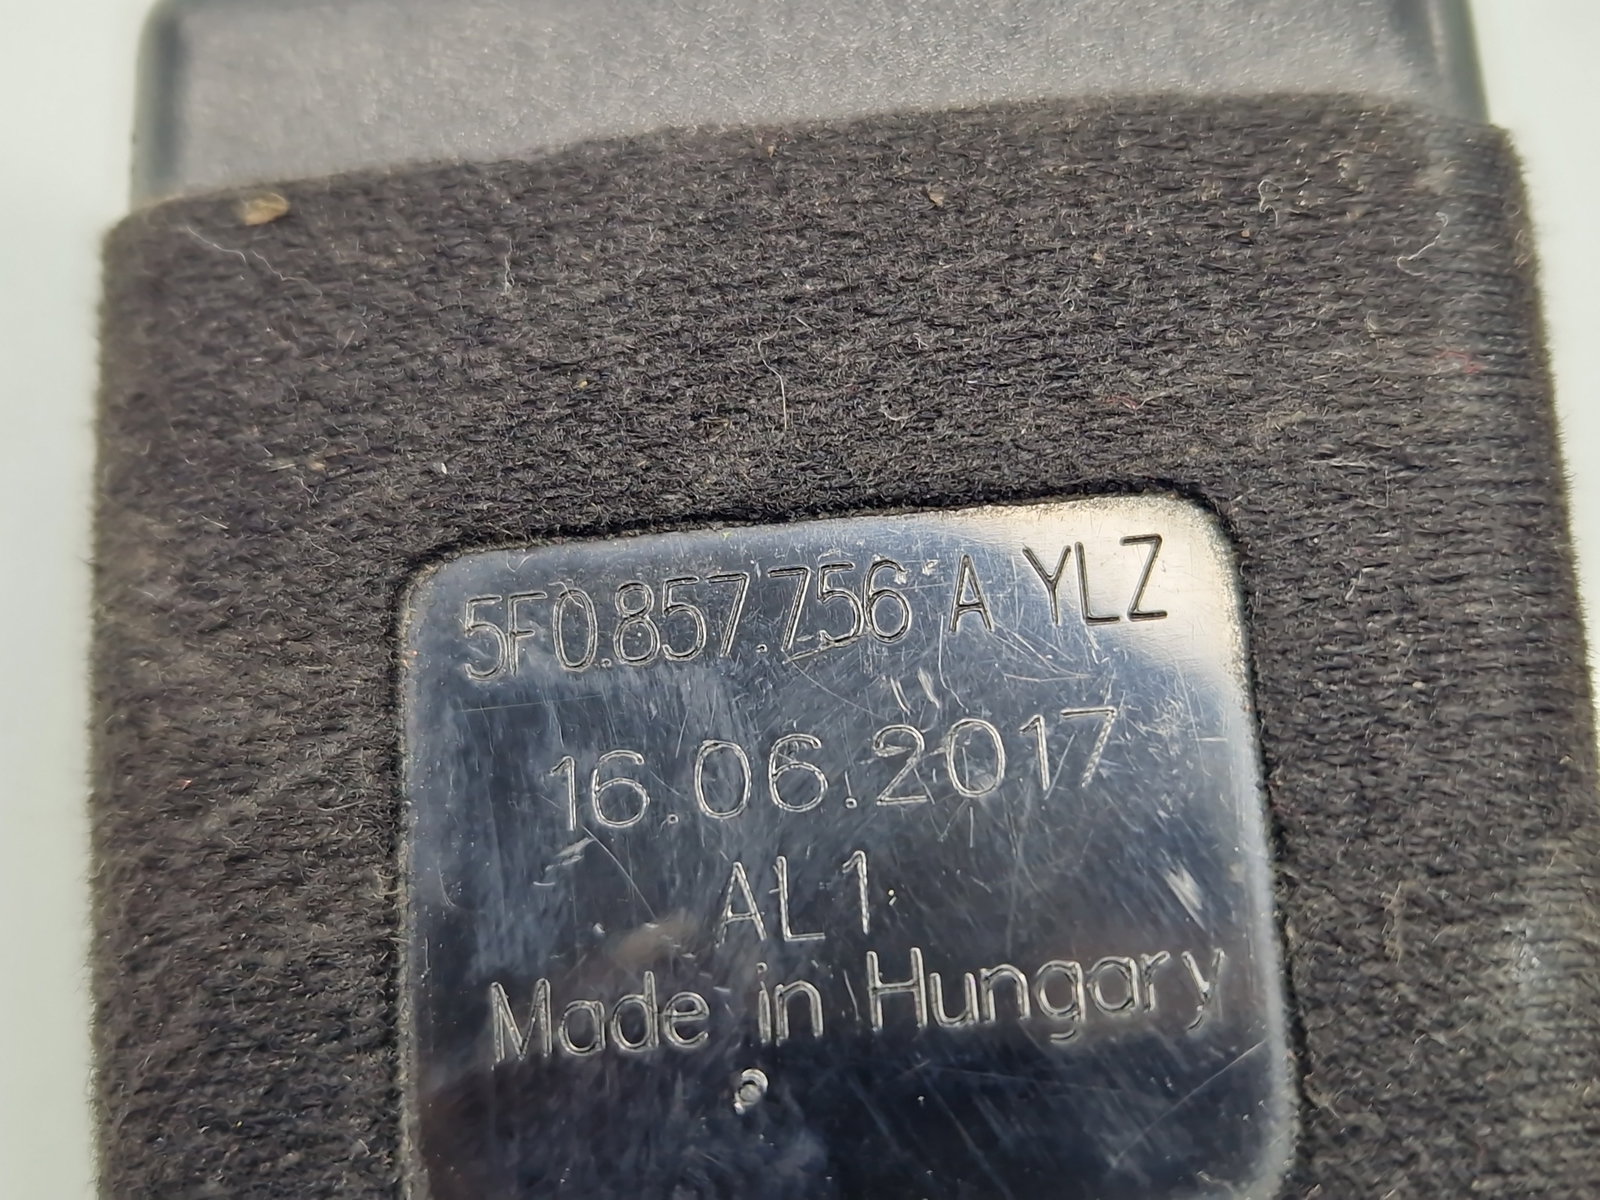 5F0.857.756 A YLZ
16.06.2017
AL1
Made in Hungary